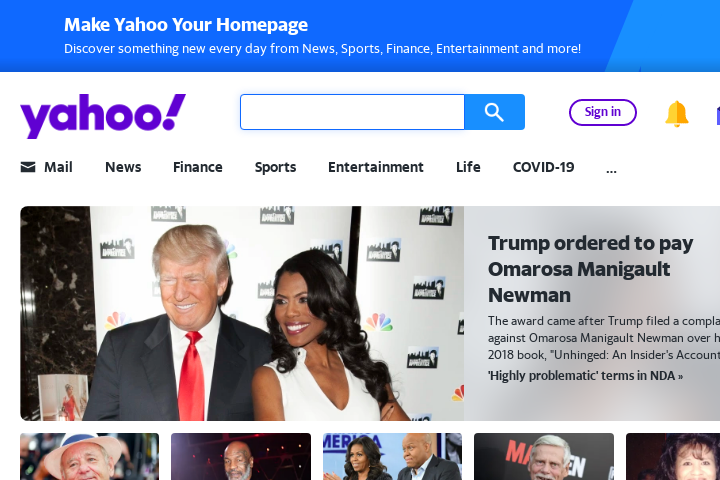 Make Yahoo Your Homepage
Discover something new every day from News, Sports, Finance, Entertainment and more!
yahoo!
Sign in
Mail
News
Finance
Sports
Entertainment
Life
COVID-19
...
Trump ordered to pay
Omarosa Manigault
Newman
The award came after Trump filed a compla
against Omarosa Manigault Newman over h
2018 book, "Unhinged: An Insider's Account
'Highly problematic' terms in NDA »
MERICA